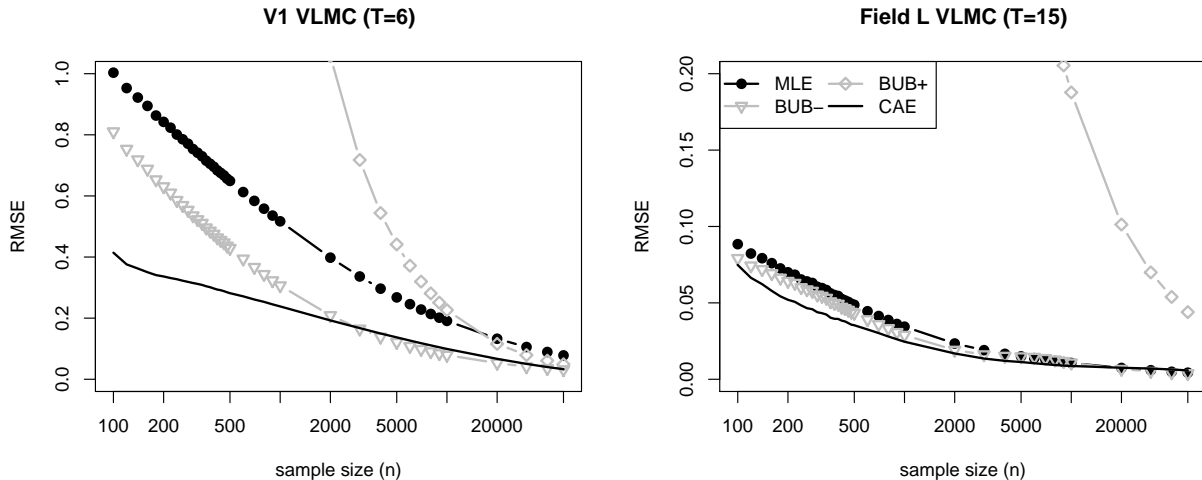 V1 VLMC (T=6)
RMSE
1.0
0.8
0.6
0.4
0.2
0.0
100 200 500 2000 5000 20000
sample size (n)
Field L VLMC (T=15)
RMSE
0.20
0.15
0.10
0.05
0.00
MLE BUB+
BUB− CAE
100 200 500 2000 5000 20000
sample size (n)